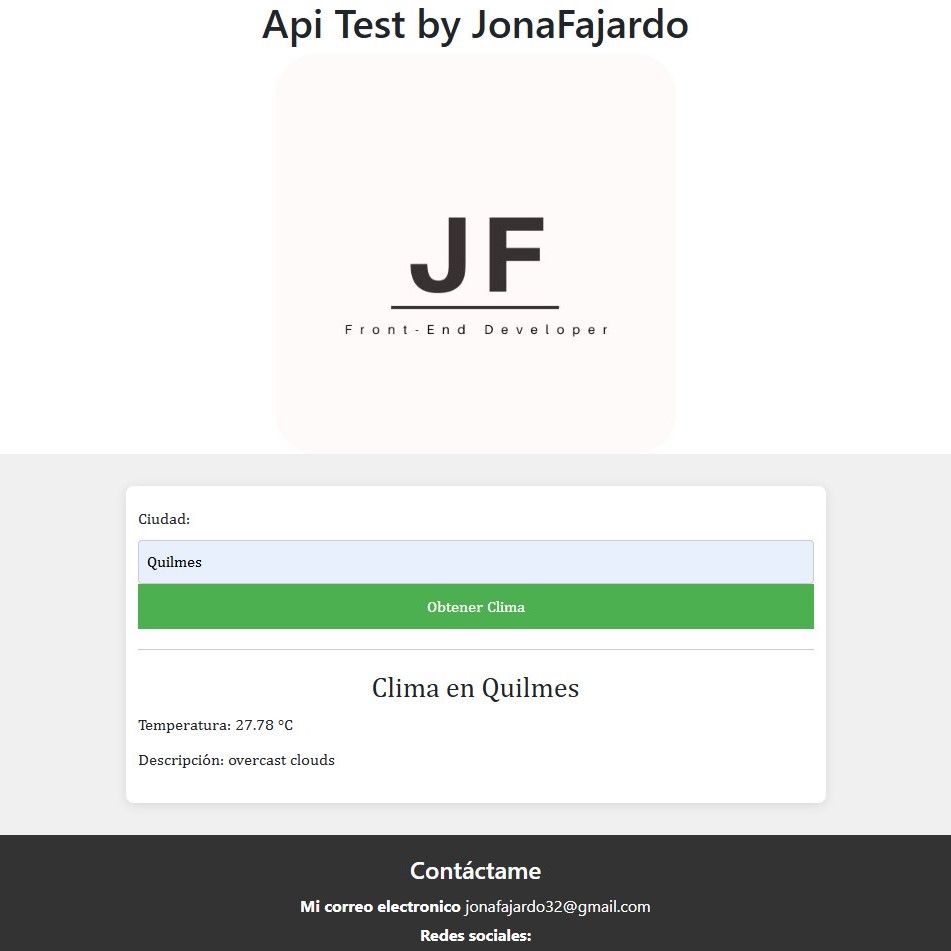 Api Test by JonaFajardo
JF
Front-End Developer
Ciudad:
Quilmes
Obtener Clima
Clima en Quilmes
Temperatura: 27.78 °C
Descripción: overcast clouds
Contáctame
Mi correo electronico jonafajardo32@gmail.com
Redes sociales: